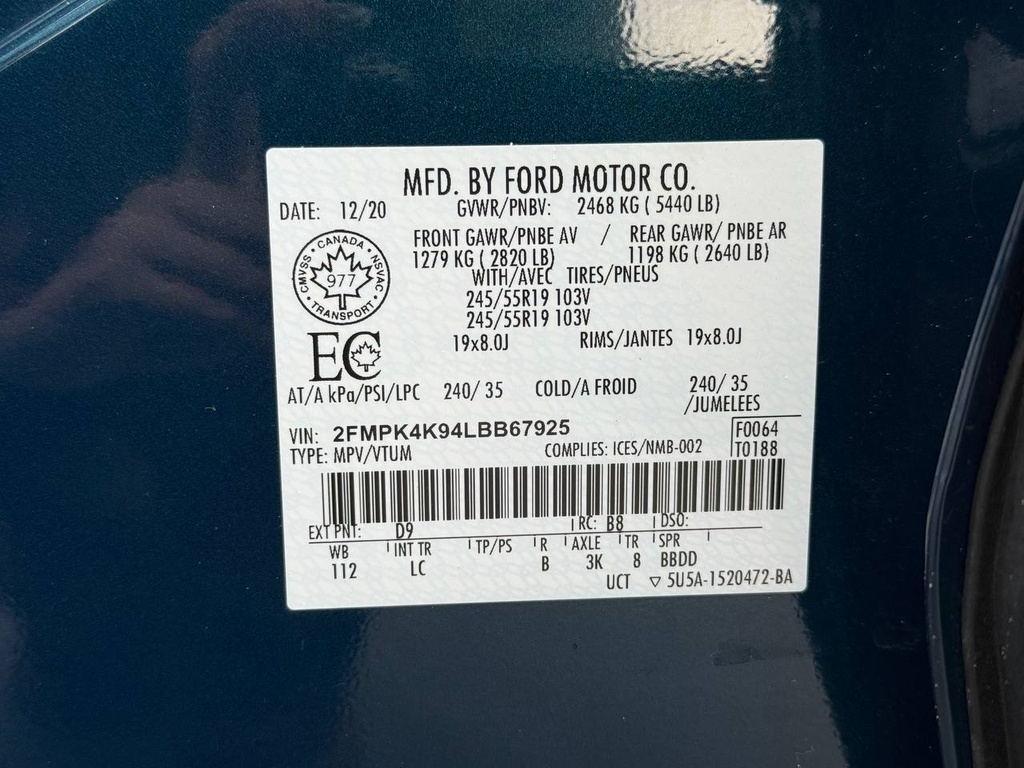 MFD. BY FORD MOTOR CO.
DATE: 12/20 GVWR/PNBV: 2468 KG ( 5440 LB)
FRONT GAWR/PNBE AV / REAR GAWR/ PNBE AR
1279 KG ( 2820 LB) 1198 KG ( 2640 LB)
WITH/AVEC TIRES/PNEUS
245/55R19 103V
245/55R19 103V
19x8.0J RIMS/JANTES 19x8.0J
CANADA
CMVSS · NSVAC
977
TRANSPORT
EC
AT/A kPa/PSI/LPC 240/ 35 COLD/A FROID 240/ 35
/JUMELEES
VIN: 2FMPK4K94LBB67925 F0064
TYPE: MPV/VTUM COMPLIES: ICES/NMB-002 T0188
EXT PNT: D9 RC: B8 DSO:
WB INT TR TP/PS R AXLE TR SPR
112 LC B 3K 8 BBDD
UCT ▽ 5U5A-1520472-BA